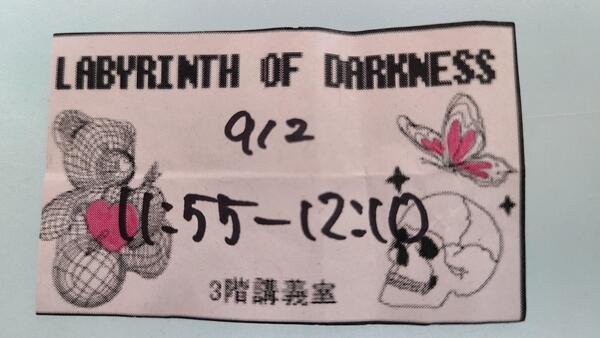 LABYRINTH OF DARKNESS
912
11:55-12:10
3階講義室